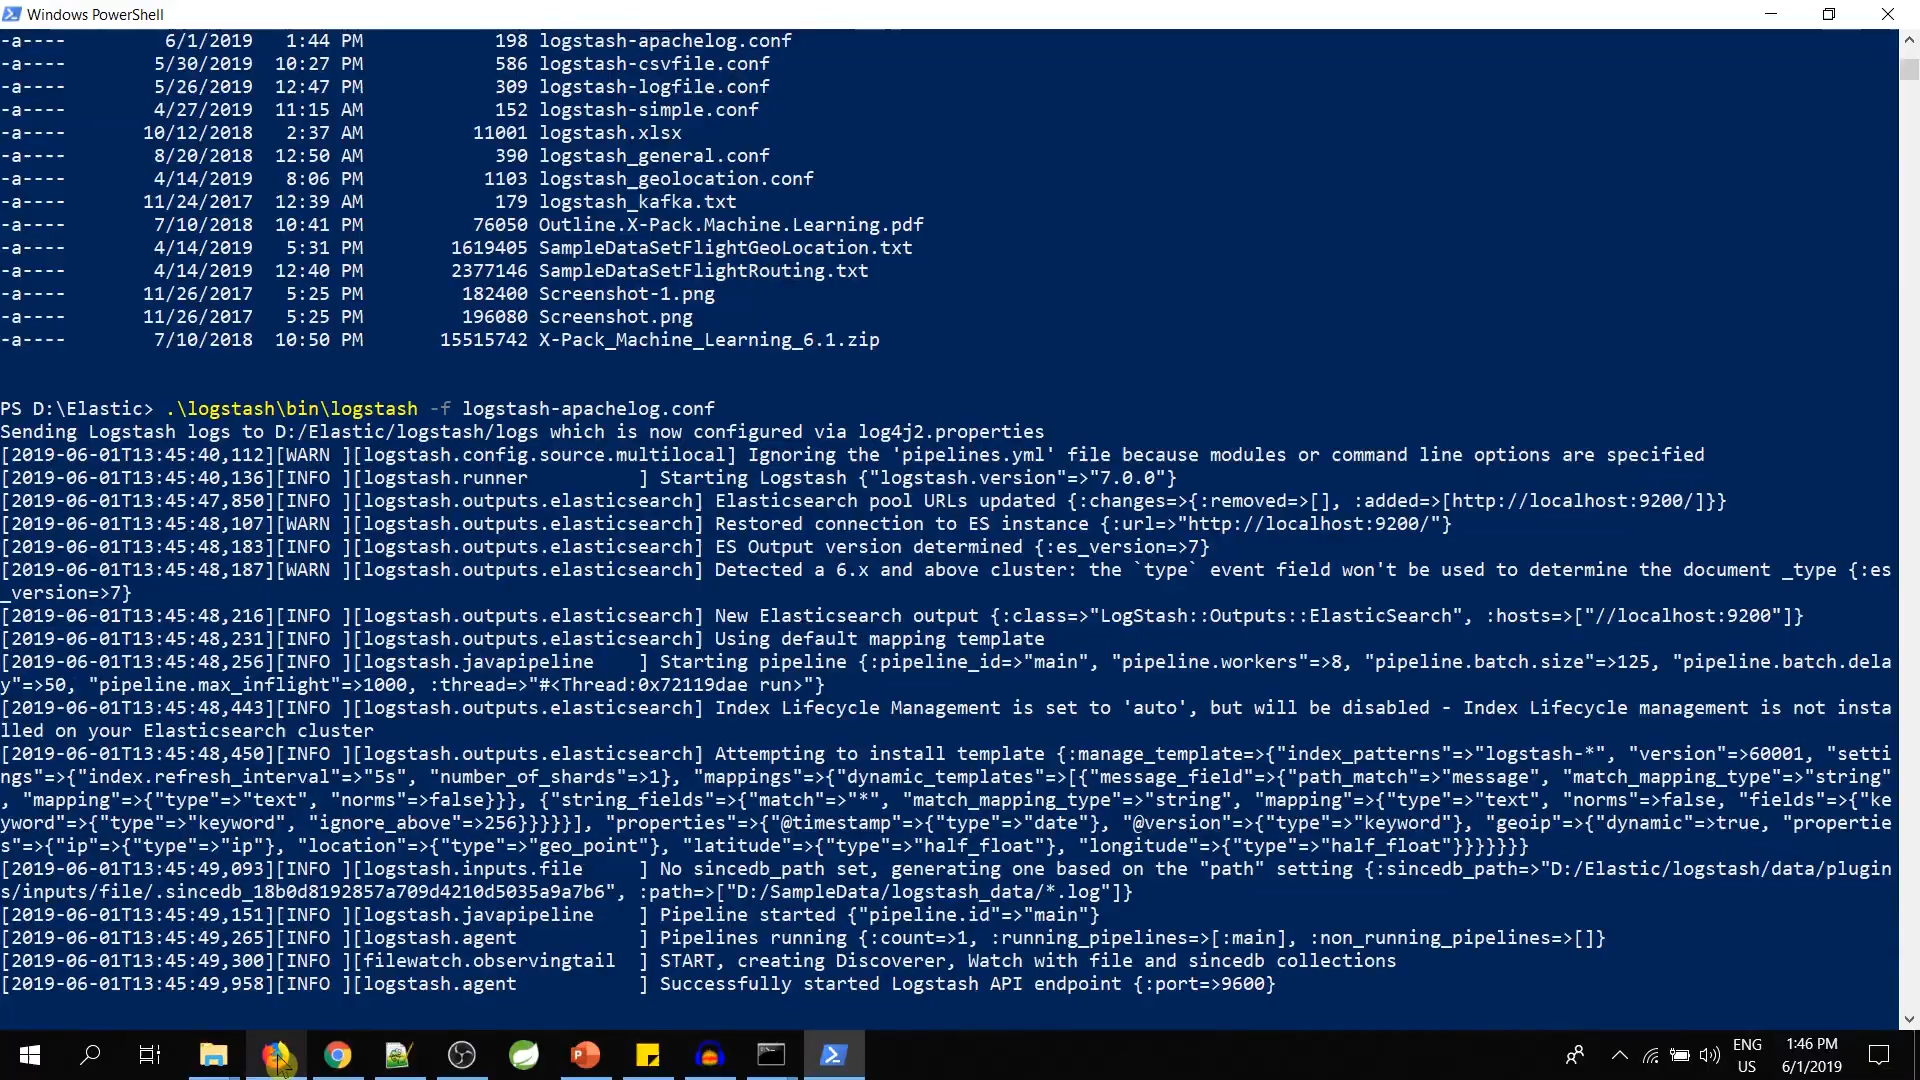 Windows PowerShell
-a---- 6/1/2019 1:44 PM 198 logstash-apachelog.conf
-a---- 5/30/2019 10:27 PM 586 logstash-csvfile.conf
-a---- 5/26/2019 12:47 PM 309 logstash-logfile.conf
-a---- 4/27/2019 11:15 AM 152 logstash-simple.conf
-a---- 10/12/2018 2:37 AM 11001 logstash.xlsx
-a---- 8/20/2018 12:50 AM 390 logstash_general.conf
-a---- 4/14/2019 8:06 PM 1103 logstash_geolocation.conf
-a---- 11/24/2017 12:39 AM 179 logstash_kafka.txt
-a---- 7/10/2018 10:41 PM 76050 Outline.X-Pack.Machine.Learning.pdf
-a---- 4/14/2019 5:31 PM 1619405 SampleDataSetFlightGeoLocation.txt
-a---- 4/14/2019 12:40 PM 2377146 SampleDataSetFlightRouting.txt
-a---- 11/26/2017 5:25 PM 182400 Screenshot-1.png
-a---- 11/26/2017 5:25 PM 196080 Screenshot.png
-a---- 7/10/2018 10:50 PM 15515742 X-Pack_Machine_Learning_6.1.zip
PS D:\Elastic> .\logstash\bin\logstash -f logstash-apachelog.conf
Sending Logstash logs to D:/Elastic/logstash/logs which is now configured via log4j2.properties
[2019-06-01T13:45:40,112][WARN ][logstash.config.source.multilocal] Ignoring the 'pipelines.yml' file because modules or command line options are specified
[2019-06-01T13:45:40,136][INFO ][logstash.runner ] Starting Logstash {"logstash.version"=>"7.0.0"}
[2019-06-01T13:45:47,850][INFO ][logstash.outputs.elasticsearch] Elasticsearch pool URLs updated {:changes=>{:removed=>[], :added=>[http://localhost:9200/]}}
[2019-06-01T13:45:48,107][WARN ][logstash.outputs.elasticsearch] Restored connection to ES instance {:url=>"http://localhost:9200/"}
[2019-06-01T13:45:48,183][INFO ][logstash.outputs.elasticsearch] ES Output version determined {:es_version=>7}
[2019-06-01T13:45:48,187][WARN ][logstash.outputs.elasticsearch] Detected a 6.x and above cluster: the `type` event field won't be used to determine the document _type {:es
_version=>7}
[2019-06-01T13:45:48,216][INFO ][logstash.outputs.elasticsearch] New Elasticsearch output {:class=>"LogStash::Outputs::ElasticSearch", :hosts=>["//localhost:9200"]}
[2019-06-01T13:45:48,231][INFO ][logstash.outputs.elasticsearch] Using default mapping template
[2019-06-01T13:45:48,256][INFO ][logstash.javapipeline ] Starting pipeline {:pipeline_id=>"main", "pipeline.workers"=>8, "pipeline.batch.size"=>125, "pipeline.batch.dela
y"=>50, "pipeline.max_inflight"=>1000, :thread=>"#<Thread:0x72119dae run>"}
[2019-06-01T13:45:48,443][INFO ][logstash.outputs.elasticsearch] Index Lifecycle Management is set to 'auto', but will be disabled - Index Lifecycle management is not insta
lled on your Elasticsearch cluster
[2019-06-01T13:45:48,450][INFO ][logstash.outputs.elasticsearch] Attempting to install template {:manage_template=>{"index_patterns"=>"logstash-*", "version"=>60001, "setti
ngs"=>{"index.refresh_interval"=>"5s", "number_of_shards"=>1}, "mappings"=>{"dynamic_templates"=>[{"message_field"=>{"path_match"=>"message", "match_mapping_type"=>"string"
, "mapping"=>{"type"=>"text", "norms"=>false}}}, {"string_fields"=>{"match"=>"*", "match_mapping_type"=>"string", "mapping"=>{"type"=>"text", "norms"=>false, "fields"=>{"ke
yword"=>{"type"=>"keyword", "ignore_above"=>256}}}}}], "properties"=>{"@timestamp"=>{"type"=>"date"}, "@version"=>{"type"=>"keyword"}, "geoip"=>{"dynamic"=>true, "propertie
s"=>{"ip"=>{"type"=>"ip"}, "location"=>{"type"=>"geo_point"}, "latitude"=>{"type"=>"half_float"}, "longitude"=>{"type"=>"half_float"}}}}}}}
[2019-06-01T13:45:49,093][INFO ][logstash.inputs.file ] No sincedb_path set, generating one based on the "path" setting {:sincedb_path=>"D:/Elastic/logstash/data/plugin
s/inputs/file/.sincedb_18b0d8192857a709d4210d5035a9a7b6", :path=>["D:/SampleData/logstash_data/*.log"]}
[2019-06-01T13:45:49,151][INFO ][logstash.javapipeline ] Pipeline started {"pipeline.id"=>"main"}
[2019-06-01T13:45:49,265][INFO ][logstash.agent ] Pipelines running {:count=>1, :running_pipelines=>[:main], :non_running_pipelines=>[]}
[2019-06-01T13:45:49,300][INFO ][filewatch.observingtail ] START, creating Discoverer, Watch with file and sincedb collections
[2019-06-01T13:45:49,958][INFO ][logstash.agent ] Successfully started Logstash API endpoint {:port=>9600}
ENG 1:46 PM
US 6/1/2019